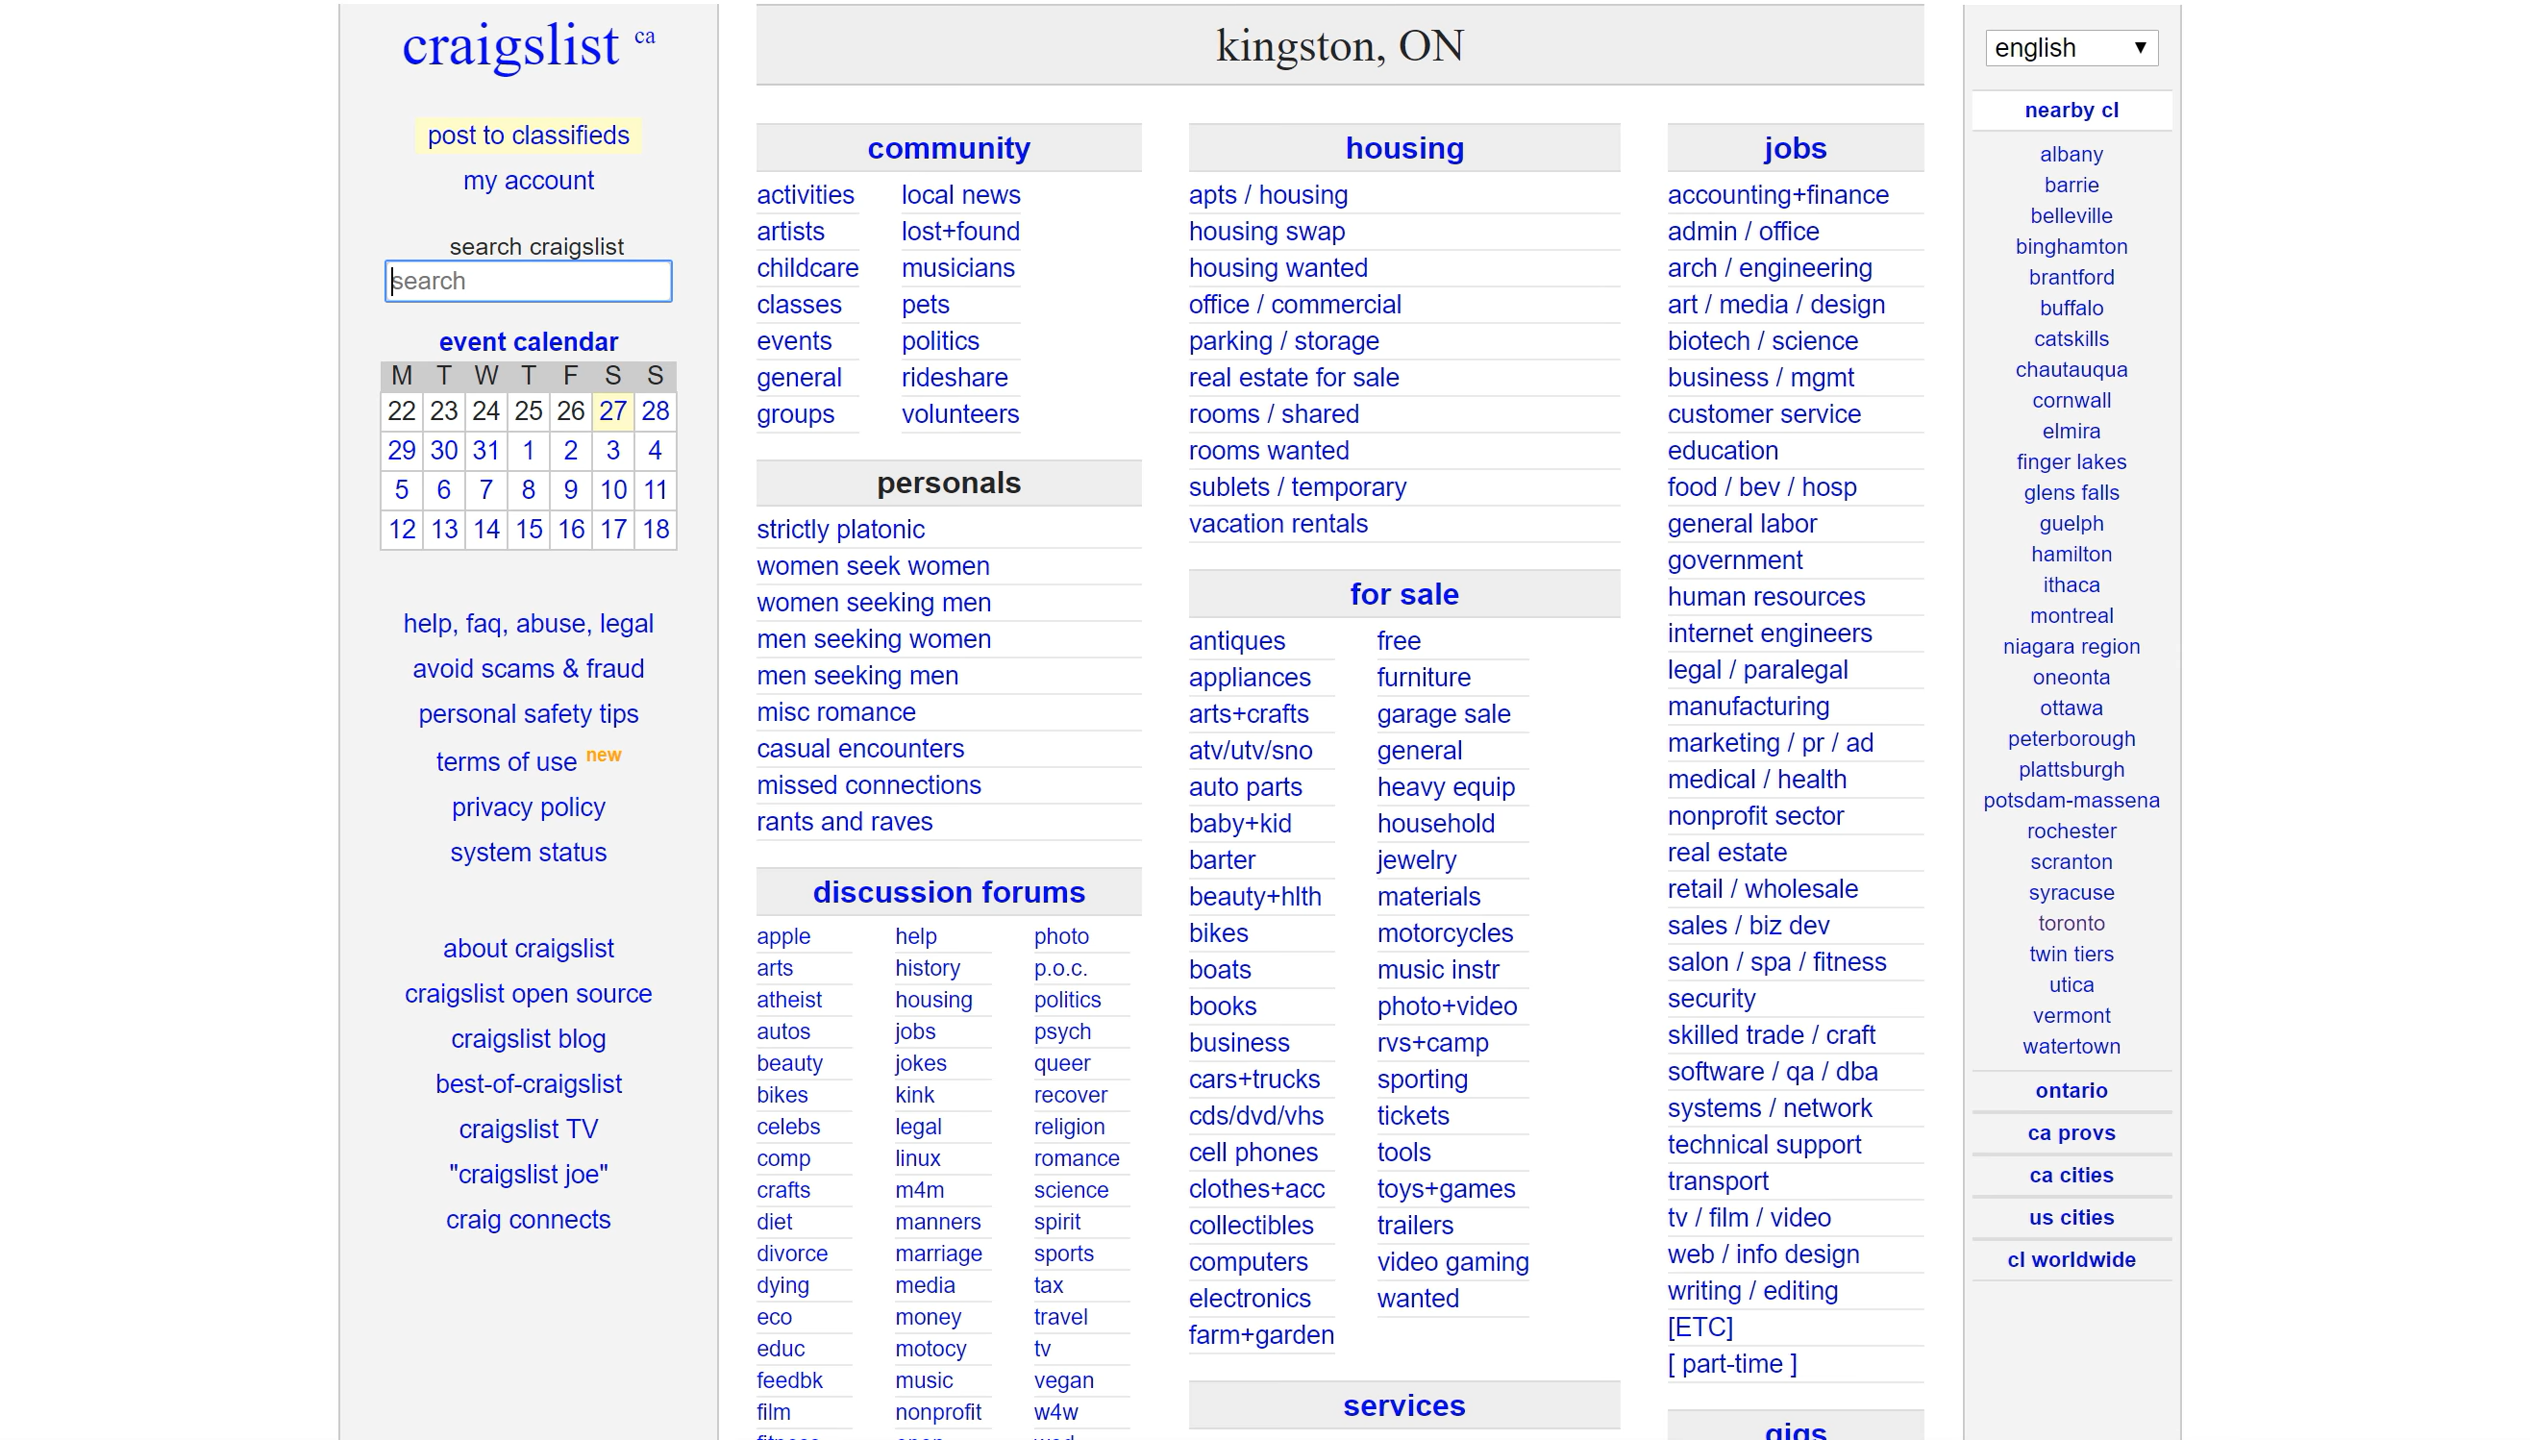 craigslist ca
post to classifieds
my account
search craigslist
search
event calendar
M T W T F S S
22 23 24 25 26 27 28
29 30 31 1 2 3 4
5 6 7 8 9 10 11
12 13 14 15 16 17 18
help, faq, abuse, legal
avoid scams & fraud
personal safety tips
terms of use new
privacy policy
system status
about craigslist
craigslist open source
craigslist blog
best-of-craigslist
craigslist TV
"craigslist joe"
craig connects
kingston, ON
community
activities
artists
childcare
classes
events
general
groups
local news
lost+found
musicians
pets
politics
rideshare
volunteers
personals
strictly platonic
women seek women
women seeking men
men seeking women
men seeking men
misc romance
casual encounters
missed connections
rants and raves
discussion forums
apple
arts
atheist
autos
beauty
bikes
celebs
comp
crafts
diet
divorce
dying
eco
educ
feedbk
film
help
history
housing
jobs
jokes
kink
legal
linux
m4m
manners
marriage
media
money
motocy
music
nonprofit
photo
p.o.c.
politics
psych
queer
recover
religion
romance
science
spirit
sports
tax
travel
tv
vegan
w4w
housing
apts / housing
housing swap
housing wanted
office / commercial
parking / storage
real estate for sale
rooms / shared
rooms wanted
sublets / temporary
vacation rentals
for sale
antiques
appliances
arts+crafts
atv/utv/sno
auto parts
baby+kid
barter
beauty+hlth
bikes
boats
books
business
cars+trucks
cds/dvd/vhs
cell phones
clothes+acc
collectibles
computers
electronics
farm+garden
free
furniture
garage sale
general
heavy equip
household
jewelry
materials
motorcycles
music instr
photo+video
rvs+camp
sporting
tickets
tools
toys+games
trailers
video gaming
wanted
services
jobs
accounting+finance
admin / office
arch / engineering
art / media / design
biotech / science
business / mgmt
customer service
education
food / bev / hosp
general labor
government
human resources
internet engineers
legal / paralegal
manufacturing
marketing / pr / ad
medical / health
nonprofit sector
real estate
retail / wholesale
sales / biz dev
salon / spa / fitness
security
skilled trade / craft
software / qa / dba
systems / network
technical support
transport
tv / film / video
web / info design
writing / editing
[ETC]
[ part-time ]
gigs
english
nearby cl
albany
barrie
belleville
binghamton
brantford
buffalo
catskills
chautauqua
cornwall
elmira
finger lakes
glens falls
guelph
hamilton
ithaca
montreal
niagara region
oneonta
ottawa
peterborough
plattsburgh
potsdam-massena
rochester
scranton
syracuse
toronto
twin tiers
utica
vermont
watertown
ontario
ca provs
ca cities
us cities
cl worldwide